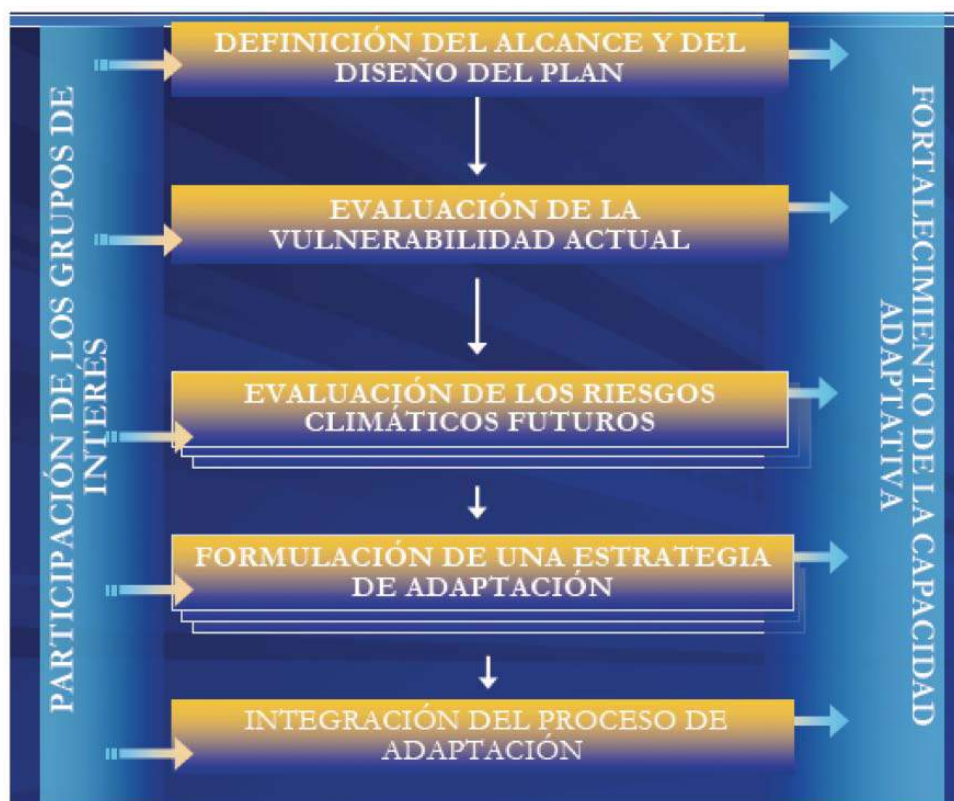 DEFINICIÓN DEL ALCANCE Y DEL
DISEÑO DEL PLAN
EVALUACIÓN DE LA
VULNERABILIDAD ACTUAL
EVALUACIÓN DE LOS RIESGOS
CLIMÁTICOS FUTUROS
FORMULACIÓN DE UNA ESTRATEGIA
DE ADAPTACIÓN
INTEGRACIÓN DEL PROCESO DE
ADAPTACIÓN
PARTICIPACIÓN DE LOS GRUPOS DE
INTERÉS
FORTALECIMIENTO DE LA CAPACIDAD
ADAPTATIVA